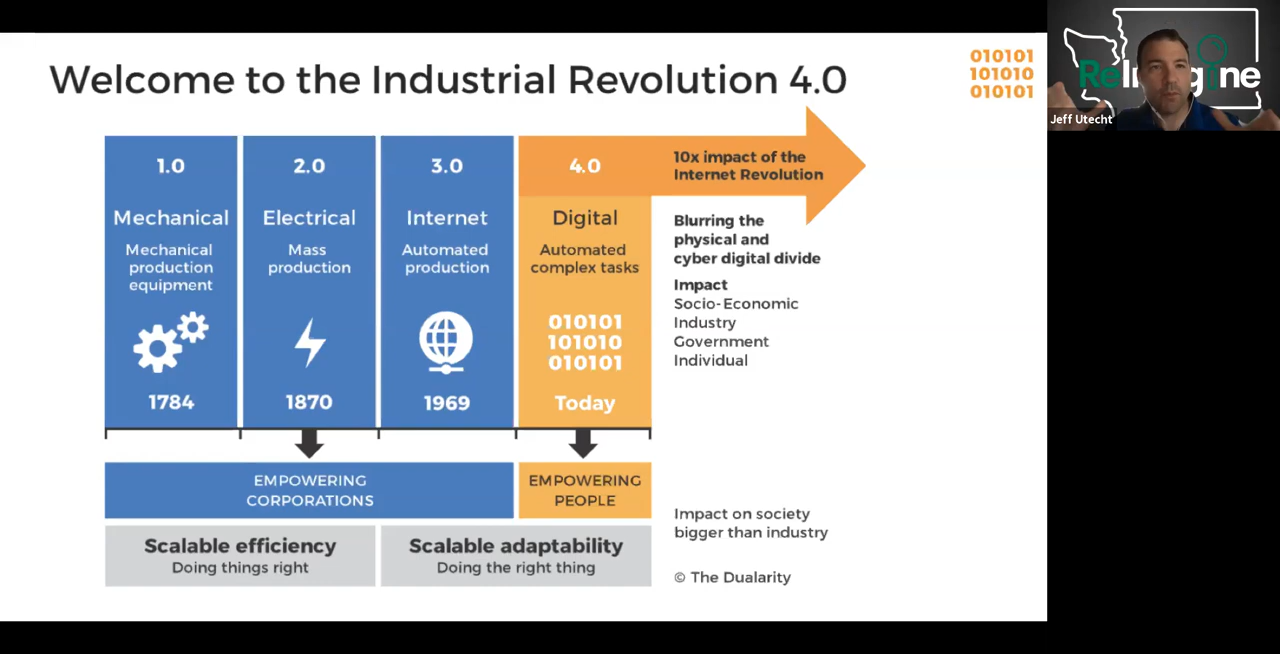 Welcome to the Industrial Revolution 4.0
010101
101010
010101
ReImagine
Jeff Utecht
1.0
Mechanical
Mechanical
production
equipment
1784
2.0
Electrical
Mass
production
1870
3.0
Internet
Automated
production
1969
4.0
Digital
Automated
complex tasks
010101
101010
010101
Today
10x impact of the
Internet Revolution
Blurring the
physical and
cyber digital divide
Impact
Socio-Economic
Industry
Government
Individual
EMPOWERING
CORPORATIONS
EMPOWERING
PEOPLE
Scalable efficiency
Doing things right
Scalable adaptability
Doing the right thing
Impact on society
bigger than industry
© The Duality